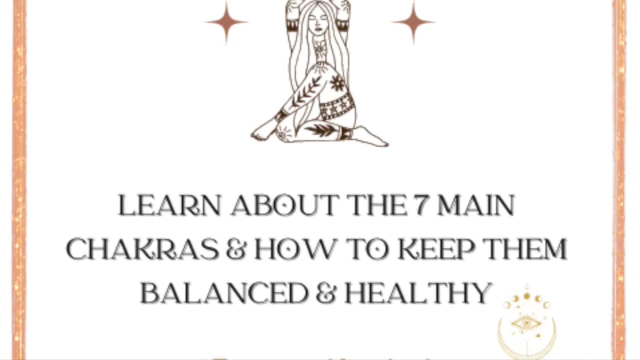 LEARN ABOUT THE 7 MAIN
CHAKRAS & HOW TO KEEP THEM
BALANCED & HEALTHY